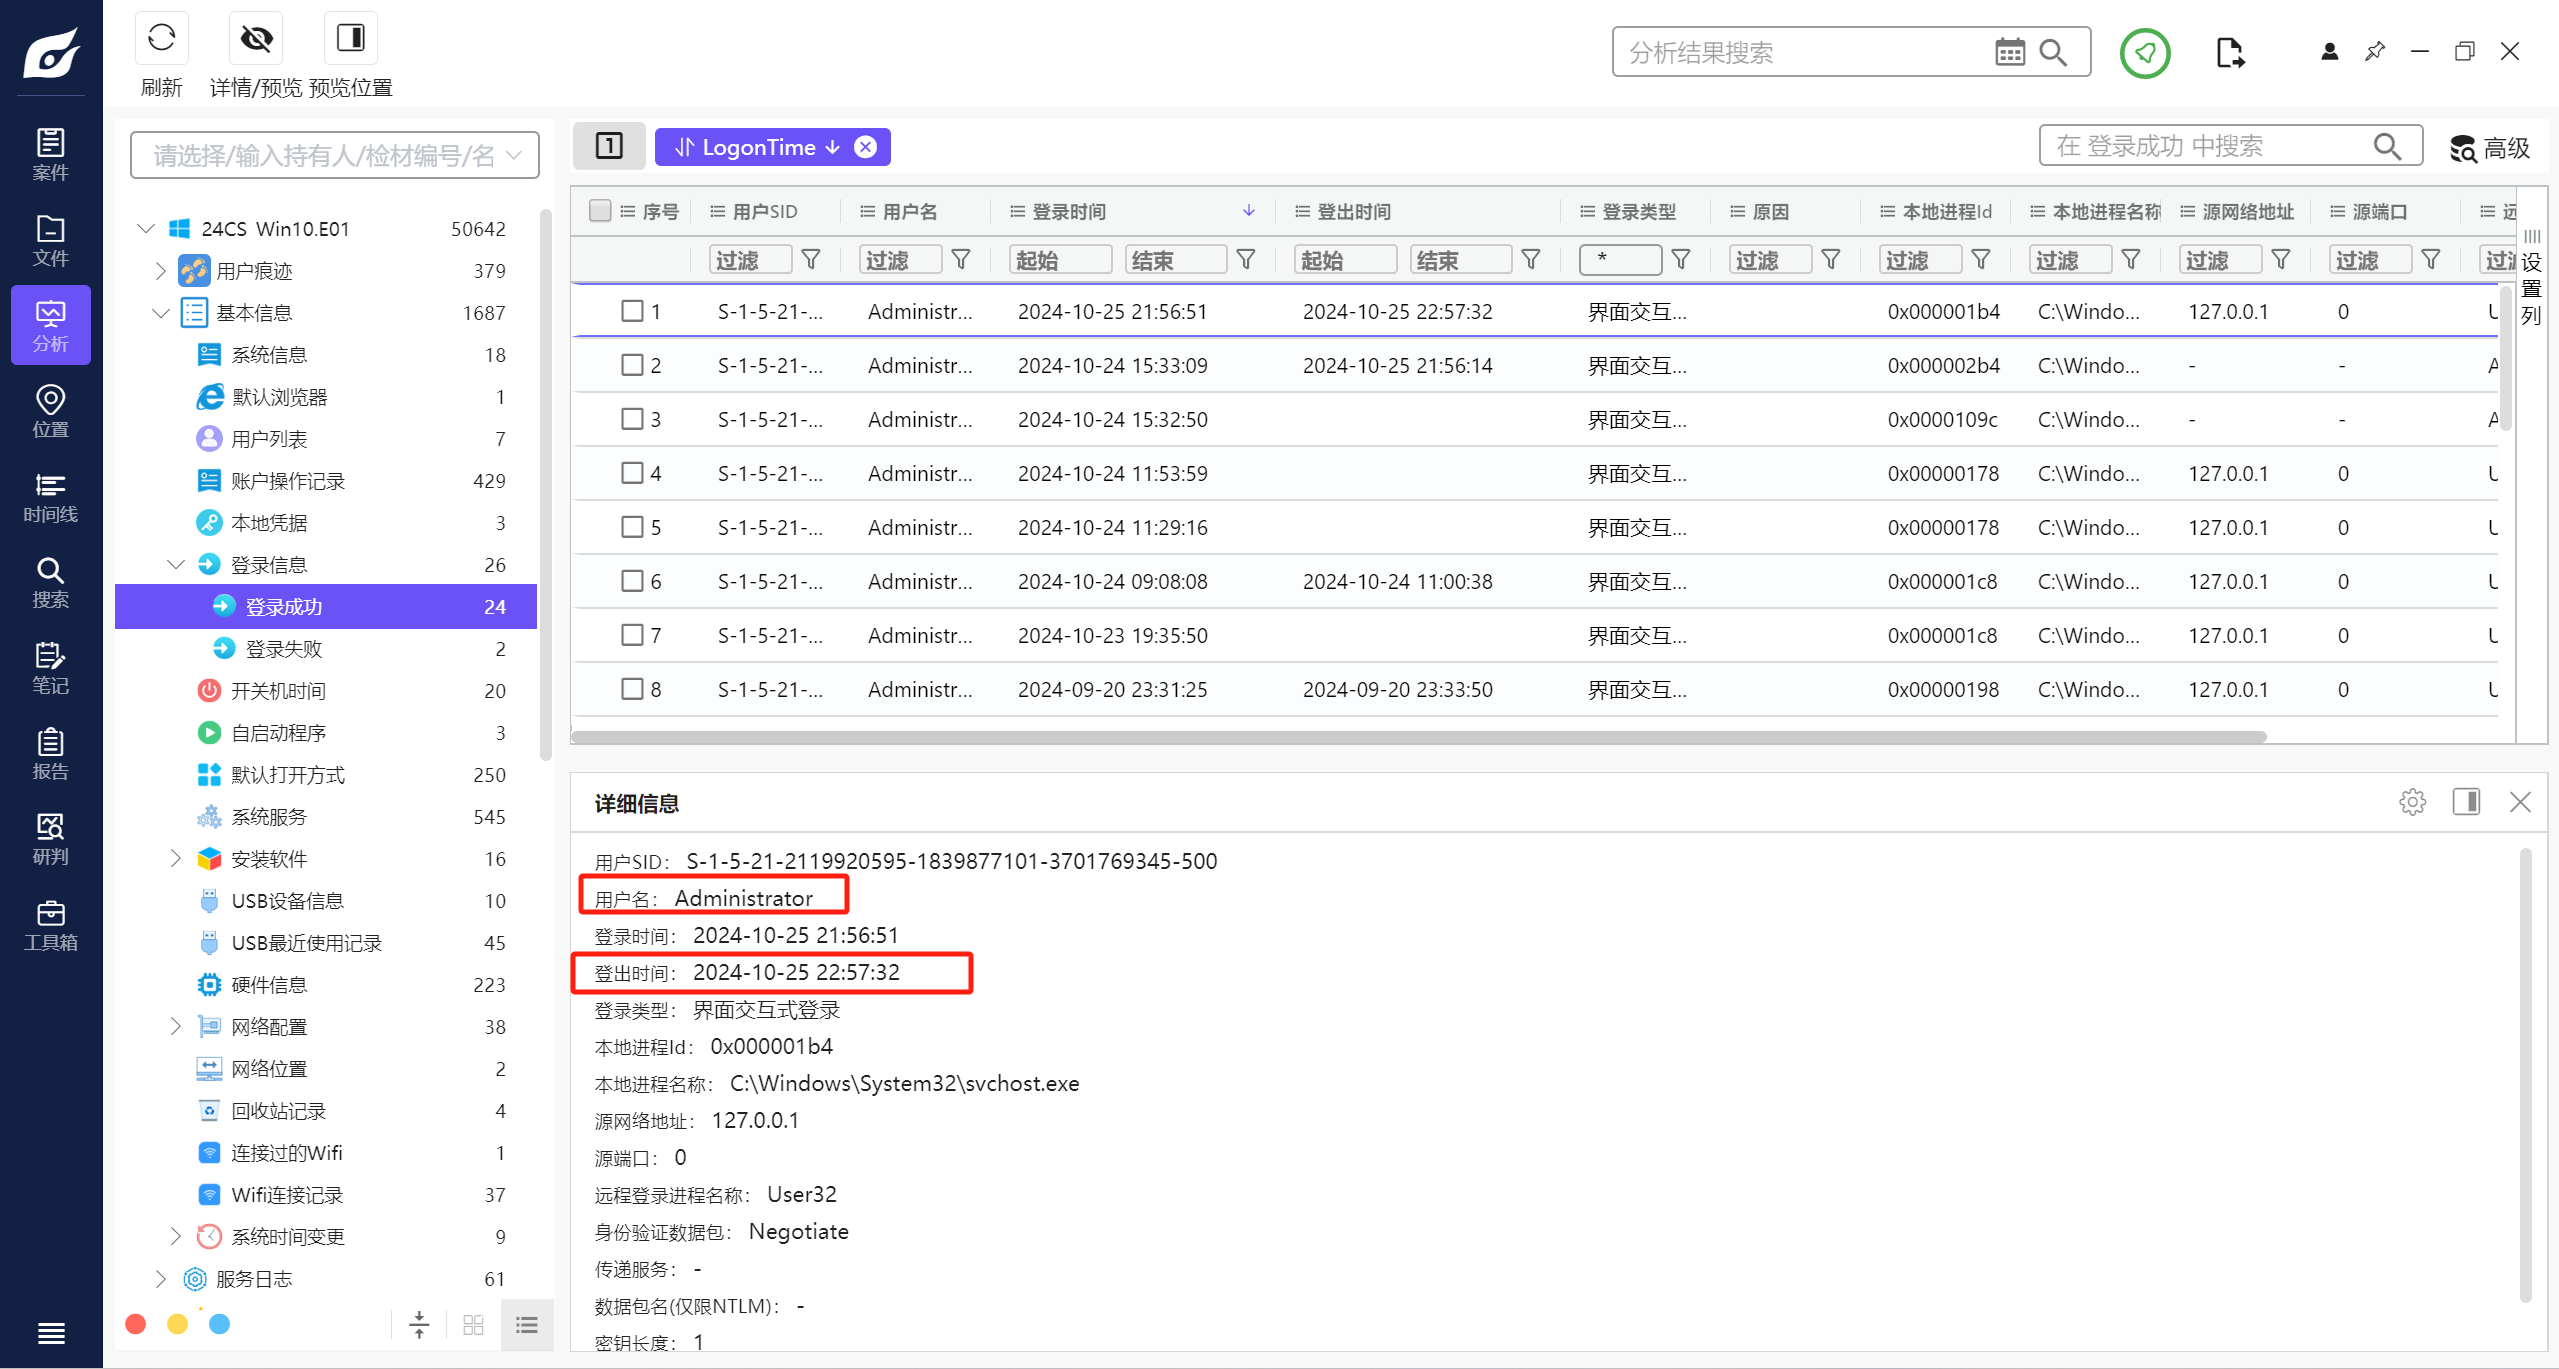 刷新 详情/预览 预览位置
分析结果搜索
案件
文件
分析
位置
时间线
搜索
笔记
报告
研判
工具箱
请选择/输入持有人/检材编号/名
24CS Win10.E01 50642
用户痕迹 379
基本信息 1687
系统信息 18
默认浏览器 1
用户列表 7
账户操作记录 429
本地凭据 3
登录信息 26
登录成功 24
登录失败 2
开关机时间 20
自启动程序 3
默认打开方式 250
系统服务 545
安装软件 16
USB设备信息 10
USB最近使用记录 45
硬件信息 223
网络配置 38
网络位置 2
回收站记录 4
连接过的Wifi 1
Wifi连接记录 37
系统时间变更 9
服务日志 61
1 LogonTime 在 登录成功 中搜索 高级
序号 用户SID 用户名 登录时间 登出时间 登录类型 原因 本地进程Id 本地进程名称 源网络地址 源端口 远
过滤 过滤 起始 结束 起始 结束 * 过滤 过滤 过滤 过滤 过滤 过滤
设置列
1 S-1-5-21-... Administr... 2024-10-25 21:56:51 2024-10-25 22:57:32 界面交互... 0x000001b4 C:\Windo... 127.0.0.1 0 U
2 S-1-5-21-... Administr... 2024-10-24 15:33:09 2024-10-25 21:56:14 界面交互... 0x000002b4 C:\Windo... - - A
3 S-1-5-21-... Administr... 2024-10-24 15:32:50 界面交互... 0x0000109c C:\Windo... - - A
4 S-1-5-21-... Administr... 2024-10-24 11:53:59 界面交互... 0x00000178 C:\Windo... 127.0.0.1 0 U
5 S-1-5-21-... Administr... 2024-10-24 11:29:16 界面交互... 0x00000178 C:\Windo... 127.0.0.1 0 U
6 S-1-5-21-... Administr... 2024-10-24 09:08:08 2024-10-24 11:00:38 界面交互... 0x000001c8 C:\Windo... 127.0.0.1 0 U
7 S-1-5-21-... Administr... 2024-10-23 19:35:50 界面交互... 0x000001c8 C:\Windo... 127.0.0.1 0 U
8 S-1-5-21-... Administr... 2024-09-20 23:31:25 2024-09-20 23:33:50 界面交互... 0x00000198 C:\Windo... 127.0.0.1 0 U
详细信息
用户SID： S-1-5-21-2119920595-1839877101-3701769345-500
用户名： Administrator
登录时间： 2024-10-25 21:56:51
登出时间： 2024-10-25 22:57:32
登录类型： 界面交互式登录
本地进程Id： 0x000001b4
本地进程名称： C:\Windows\System32\svchost.exe
源网络地址： 127.0.0.1
源端口： 0
远程登录进程名称： User32
身份验证数据包： Negotiate
传递服务： -
数据包名(仅限NTLM)： -
密钥长度： 1